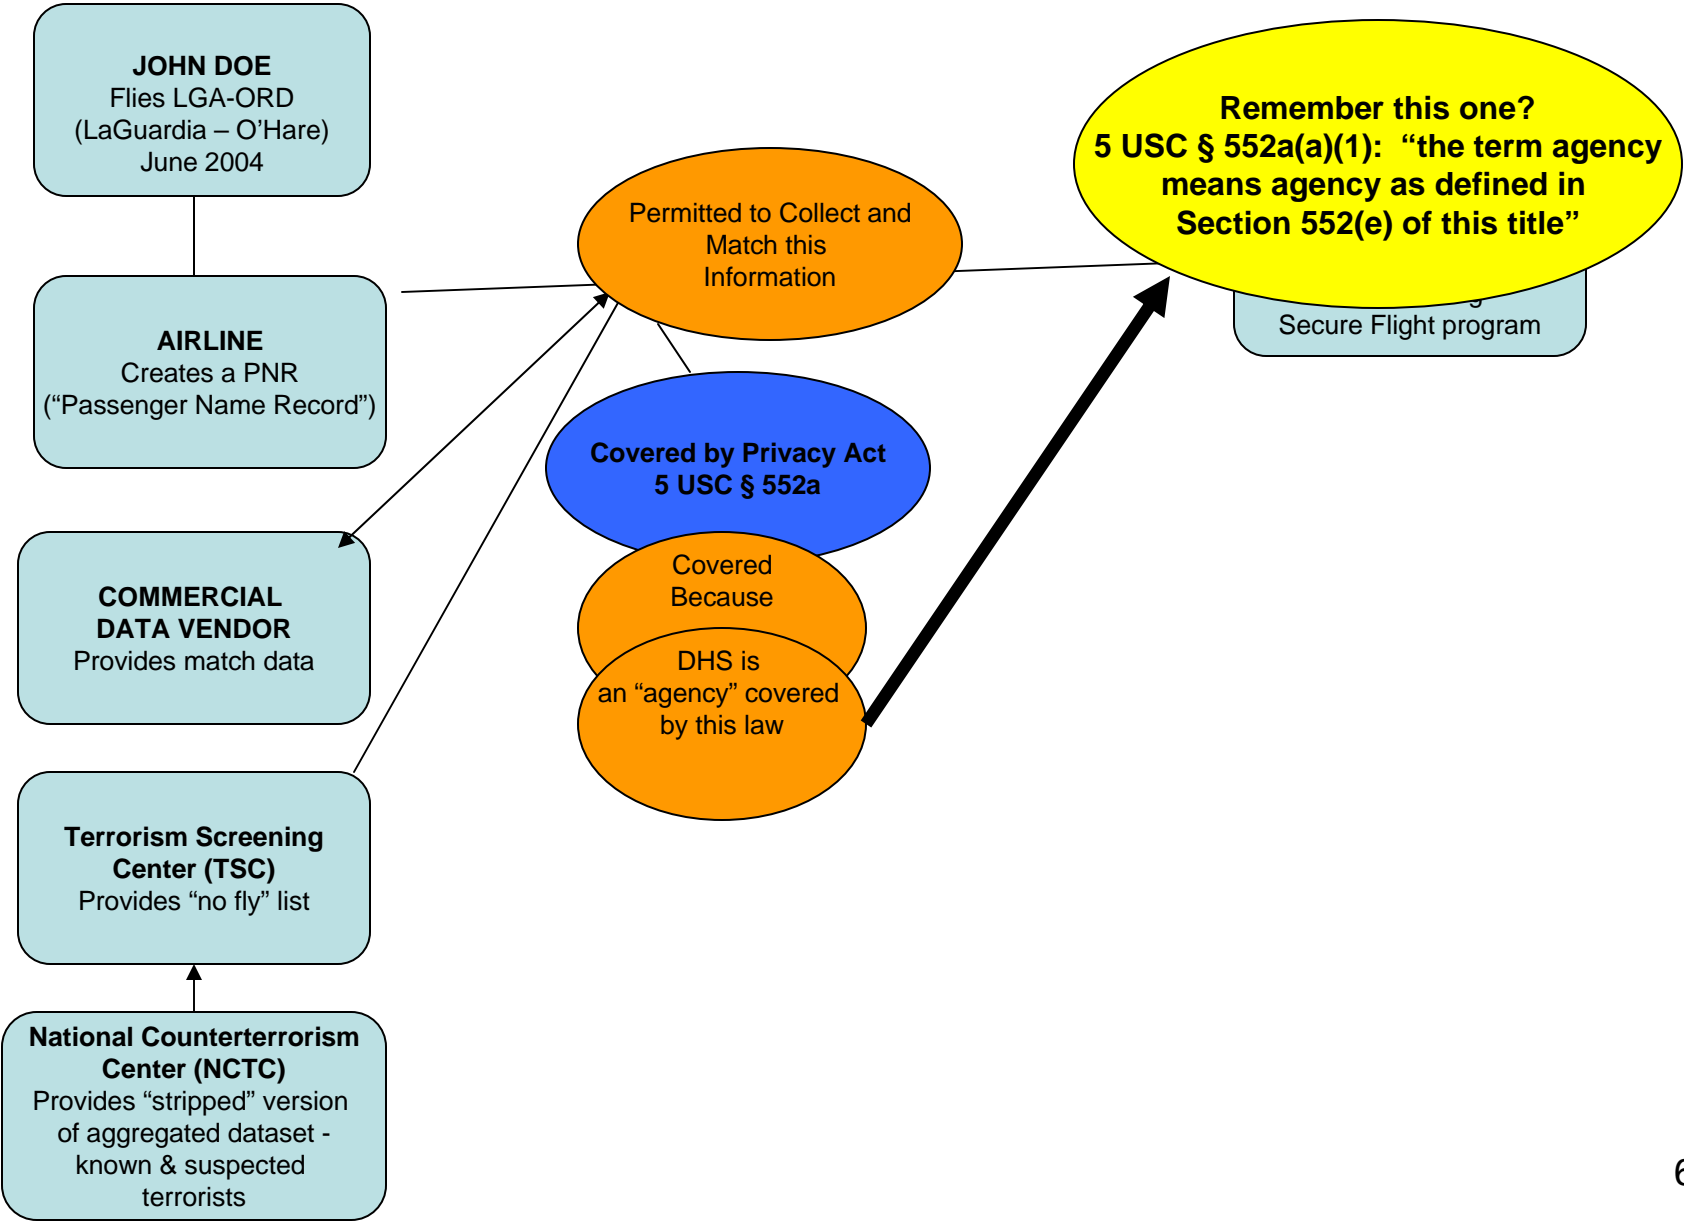 JOHN DOE
Flies LGA-ORD
(LaGuardia – O’Hare)
June 2004
AIRLINE
Creates a PNR
(“Passenger Name Record”)
COMMERCIAL
DATA VENDOR
Provides match data
Terrorism Screening
Center (TSC)
Provides “no fly” list
National Counterterrorism
Center (NCTC)
Provides “stripped” version
of aggregated dataset -
known & suspected
terrorists
Permitted to Collect and
Match this
Information
Covered by Privacy Act
5 USC § 552a
Covered
Because
DHS is
an “agency” covered
by this law
Remember this one?
5 USC § 552a(a)(1): “the term agency
means agency as defined in
Section 552(e) of this title”
Secure Flight program